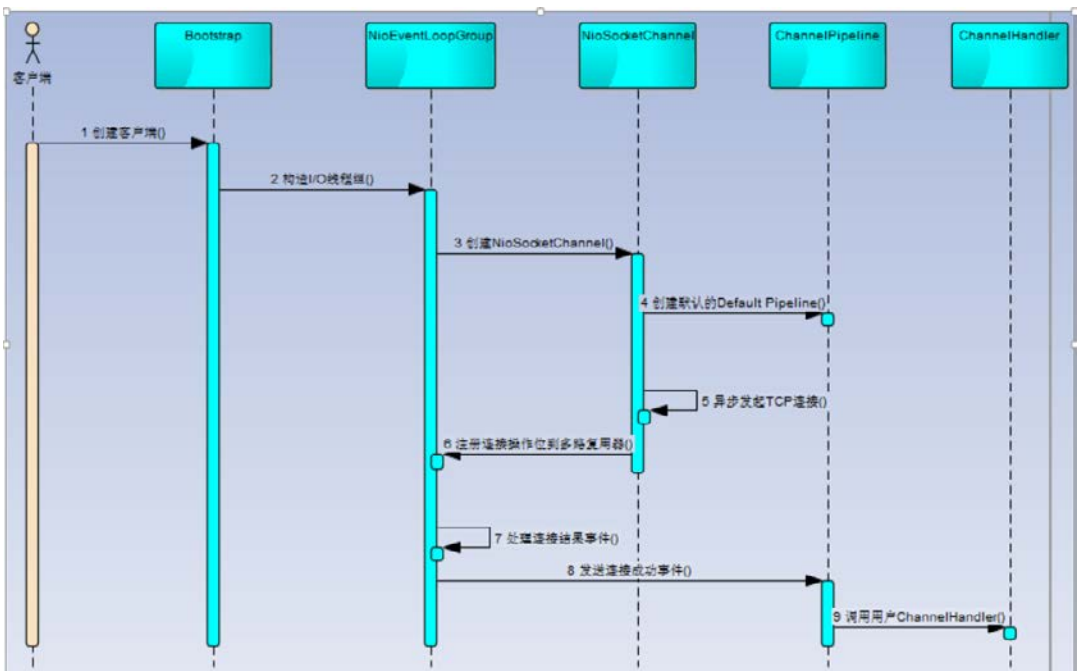 Bootstrap
NioEventLoopGroup
NioSocketChannel
ChannelPipeline
ChannelHandler
客户端
1 创建客户端()
2 构造I/O线程组()
3 创建NioSocketChannel()
4 创建默认的Default Pipeline()
5 异步发起TCP连接()
6 注册连接操作位到多路复用器()
7 处理连接结果事件()
8 发送连接成功事件()
9 调用用户ChannelHandler()